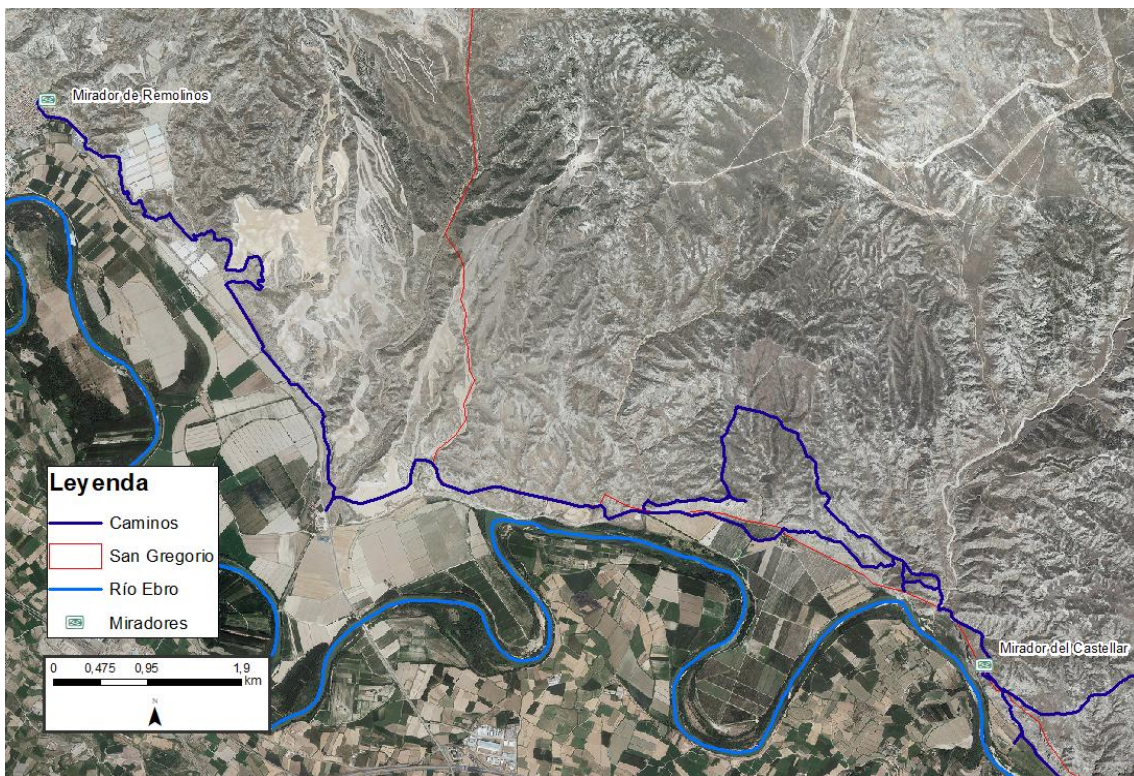 Mirador de Remolinos
Leyenda
Caminos
San Gregorio
Río Ebro
Miradores
0 0,475 0,95 1,9
km
N
Mirador del Castellar